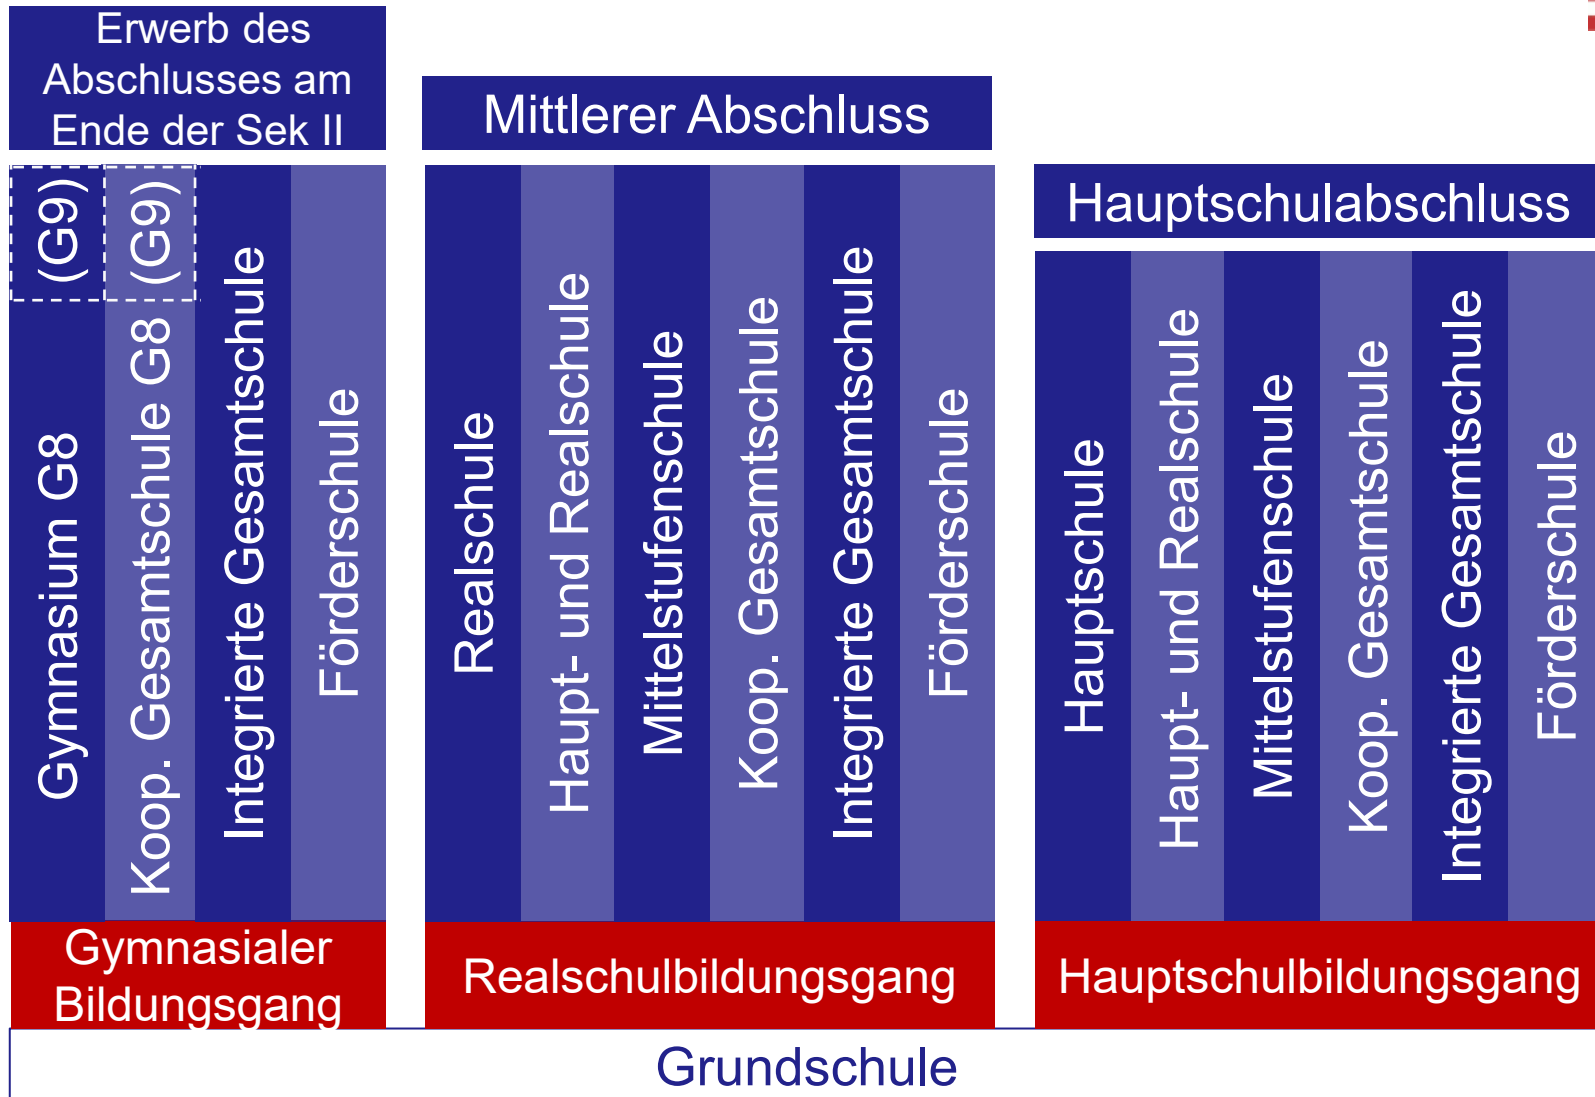 Erwerb des
Abschlusses am
Ende der Sek II
Mittlerer Abschluss
Hauptschulabschluss
Gymnasium G8 (G9)
Koop. Gesamtschule G8 (G9)
Integrierte Gesamtschule
Förderschule
Realschule
Haupt- und Realschule
Mittelstufenschule
Koop. Gesamtschule
Integrierte Gesamtschule
Förderschule
Hauptschule
Haupt- und Realschule
Mittelstufenschule
Koop. Gesamtschule
Integrierte Gesamtschule
Förderschule
Gymnasialer
Bildungsgang
Realschulbildungsgang
Hauptschulbildungsgang
Grundschule